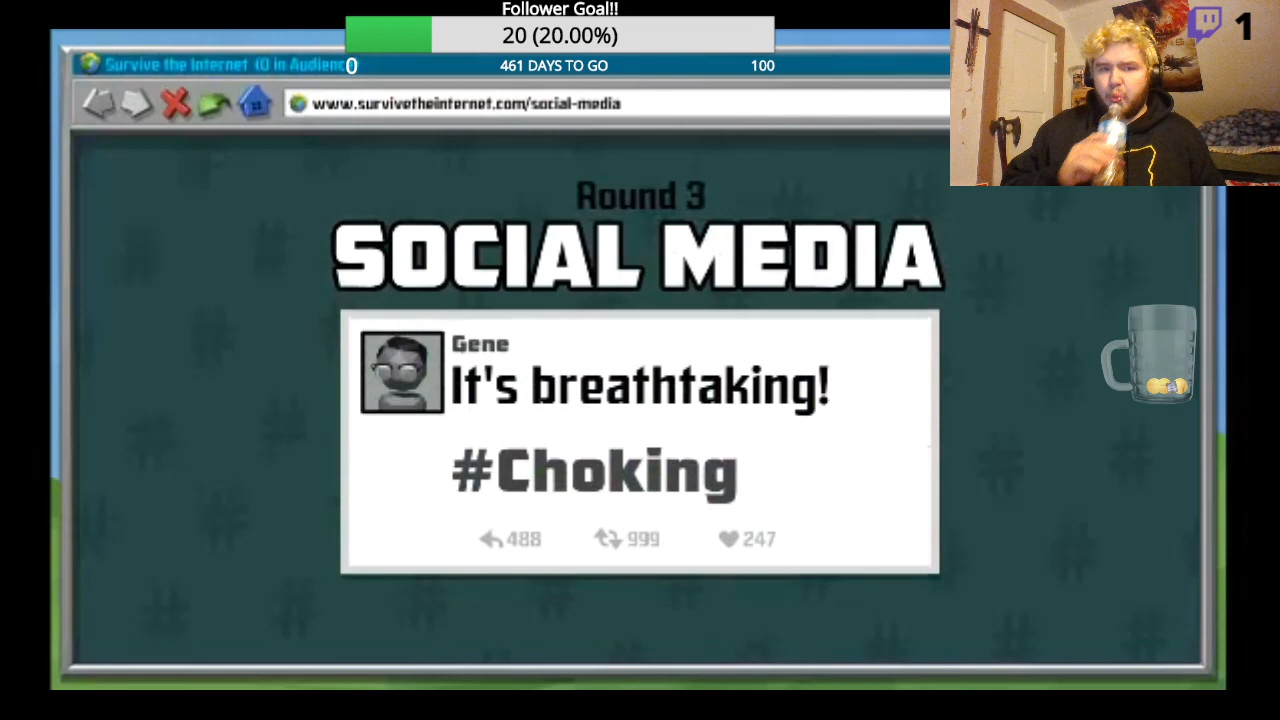 Follower Goal!!
20 (20.00%)
0 461 DAYS TO GO 100
1
Survive the Internet (0 in Audienc
www.survivetheinternet.com/social-media
Round 3
SOCIAL MEDIA
Gene
It's breathtaking!
#Choking
488 999 247